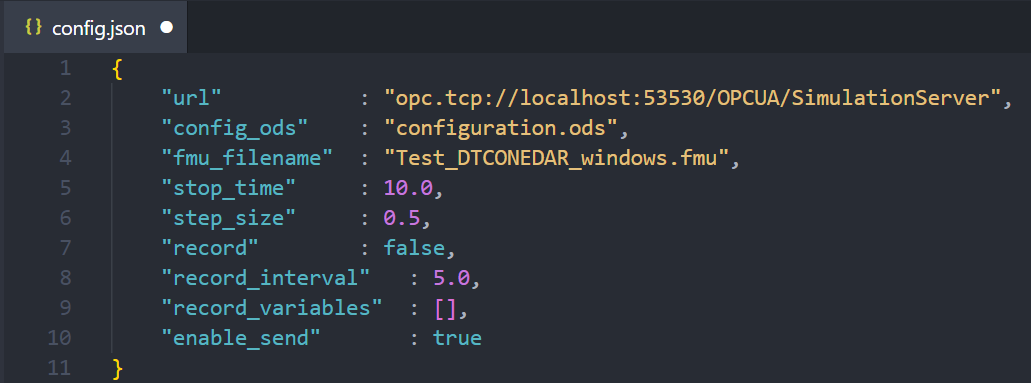 {} config.json ●
1 {
2     "url"           : "opc.tcp://localhost:53530/OPCUA/SimulationServer",
3     "config_ods"    : "configuration.ods",
4     "fmu_filename"  : "Test_DTCONEDAR_windows.fmu",
5     "stop_time"     : 10.0,
6     "step_size"     : 0.5,
7     "record"        : false,
8     "record_interval"   : 5.0,
9     "record_variables"  : [],
10     "enable_send"       : true
11 }